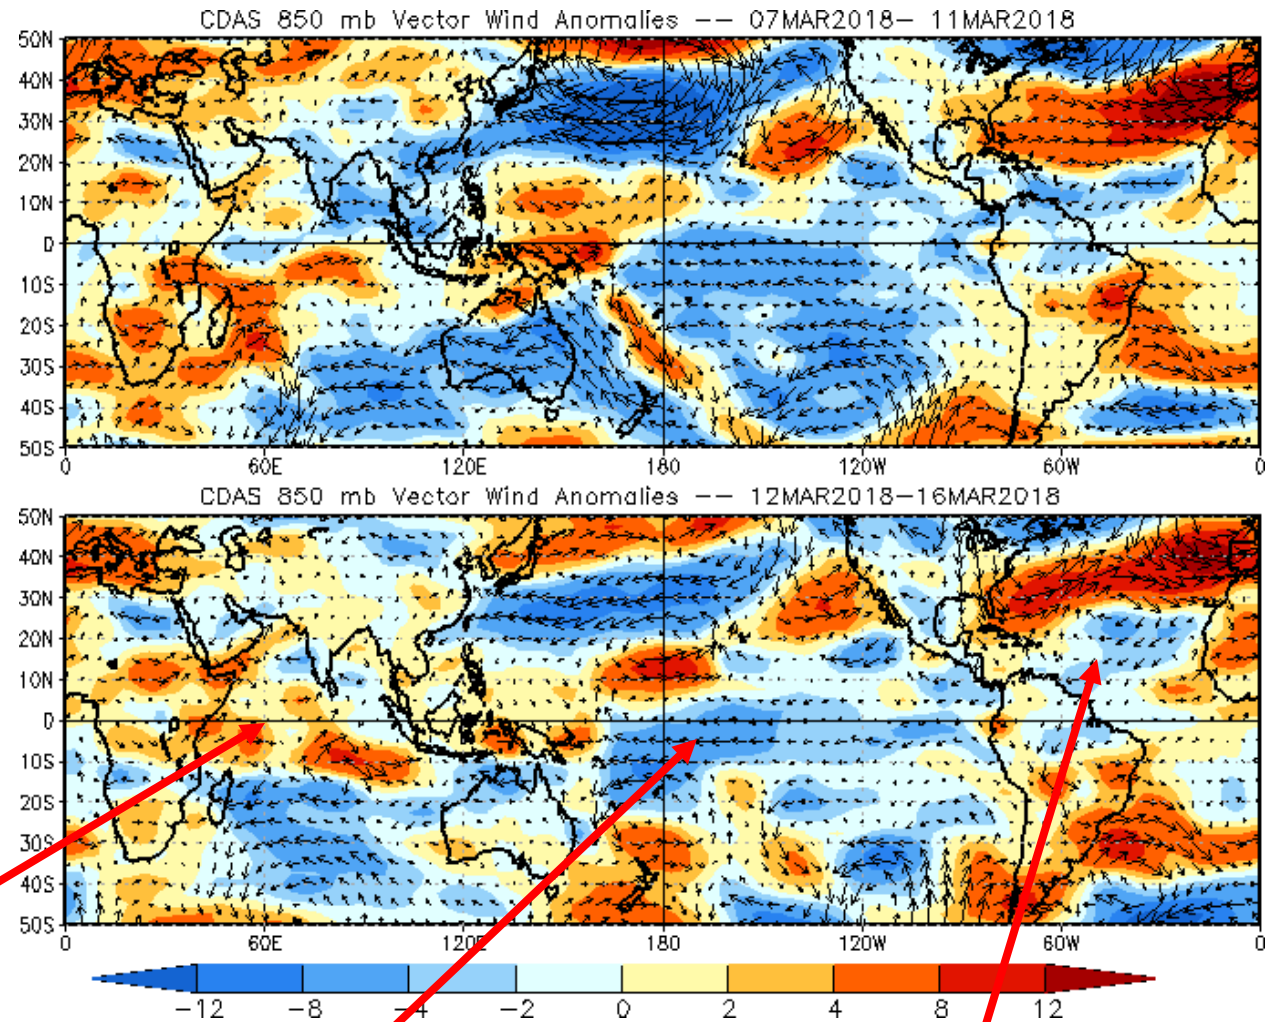 CDAS 850 mb Vector Wind Anomalies -- 07MAR2018- 11MAR2018
50N
40N
30N
20N
10N
0
10S
20S
30S
40S
50S
0 60E 120E 180 120W 60W 0
CDAS 850 mb Vector Wind Anomalies -- 12MAR2018-16MAR2018
50N
40N
30N
20N
10N
0
10S
20S
30S
40S
50S
0 60E 120E 180 120W 60W 0
-12 -8 -4 -2 0 2 4 8 12